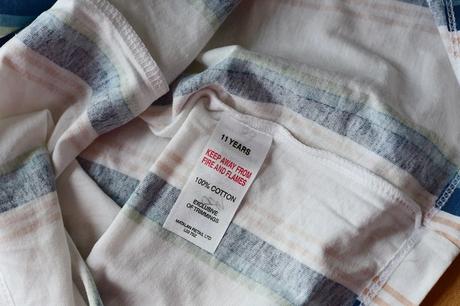 11 YEARS
KEEP AWAY FROM
FIRE AND FLAMES
100% COTTON
EXCLUSIVE
OF TRIMMINGS
MATALAN RETAIL LTD